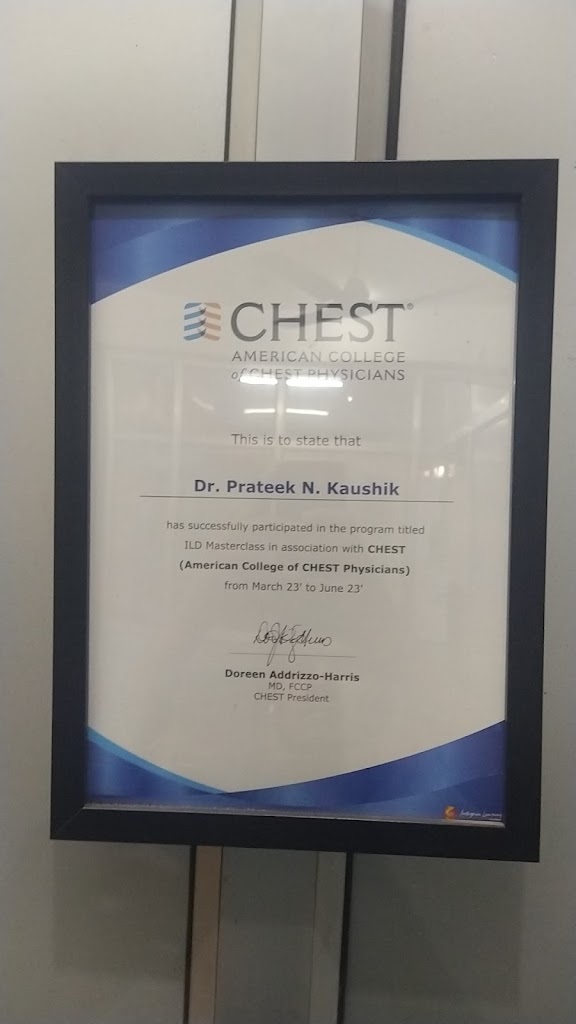 CHEST®
AMERICAN COLLEGE
of CHEST PHYSICIANS
This is to state that
Dr. Prateek N. Kaushik
has successfully participated in the program titled
ILD Masterclass in association with CHEST
(American College of CHEST Physicians)
from March 23' to June 23'
Doreen Addrizzo-Harris
MD, FCCP
CHEST President